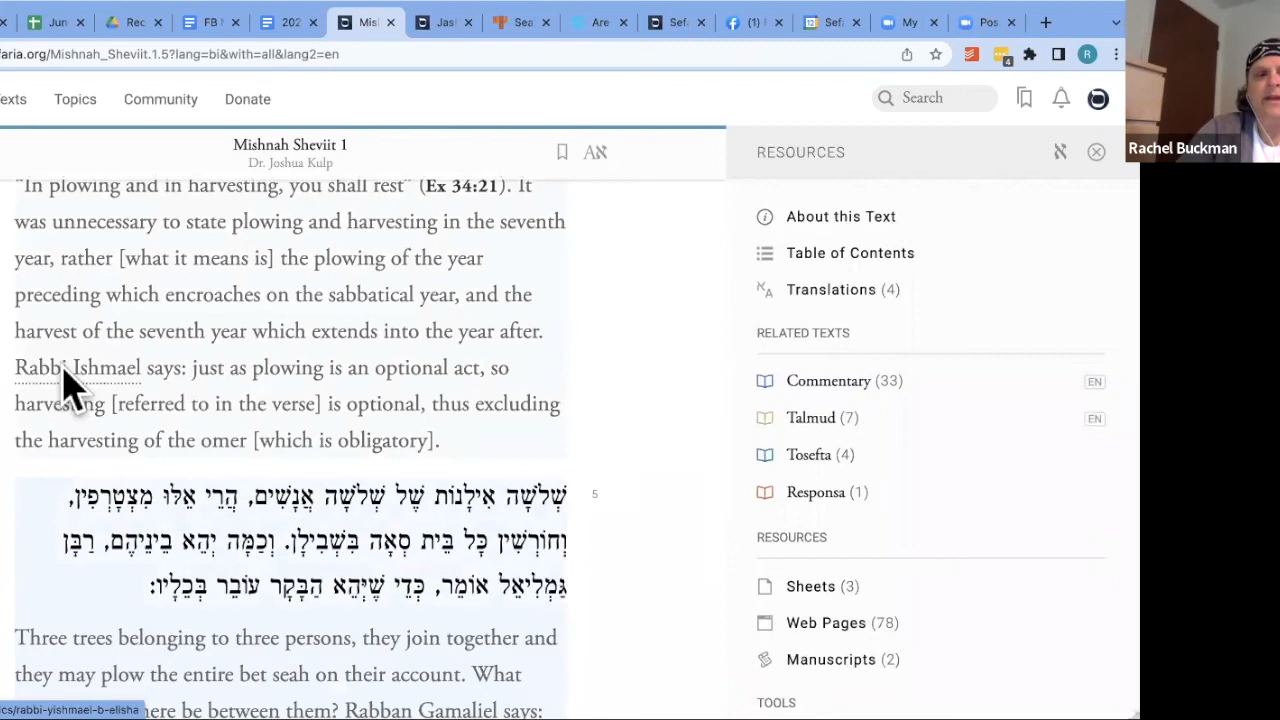 Jun
Rec
FB I
202
Mis
Jas
Sea
Are
Sefa
(1) F
Sefa
My
Pos
faria.org/Mishnah_Sheviit.1.5?lang=bi&with=all&lang2=en
4
R
exts
Topics
Community
Donate
Search
Rachel Buckman
Mishnah Sheviit 1
Dr. Joshua Kulp
Aא
RESOURCES
א
"In plowing and in harvesting, you shall rest" (Ex 34:21). It
was unnecessary to state plowing and harvesting in the seventh
year, rather [what it means is] the plowing of the year
preceding which encroaches on the sabbatical year, and the
harvest of the seventh year which extends into the year after.
Rabbi Ishmael says: just as plowing is an optional act, so
harvesting [referred to in the verse] is optional, thus excluding
the harvesting of the omer [which is obligatory].
שְׁלֹשָׁה אִילָנוֹת שֶׁל שְׁלֹשָׁה אֲנָשִׁים, הֲרֵי אֵלּוּ מִצְטָרְפִין,
וְחוֹרְשִׁין כָּל בֵּית סְאָה בִּשְׁבִילָן. וְכַמָּה יְהֵא בֵינֵיהֶם, רַבָּן
גַּמְלִיאֵל אוֹמֵר, כְּדֵי שֶׁיְּהֵא הַבָּקָר עוֹבֵר בְּכֵלָיו:
5
Three trees belonging to three persons, they join together and
they may plow the entire bet seah on their account. What
here be between them? Rabban Gamaliel says:
ics/rabbi-yishmael-b-elisha
About this Text
Table of Contents
Translations (4)
RELATED TEXTS
Commentary (33)
EN
Talmud (7)
EN
Tosefta (4)
Responsa (1)
RESOURCES
Sheets (3)
Web Pages (78)
Manuscripts (2)
TOOLS